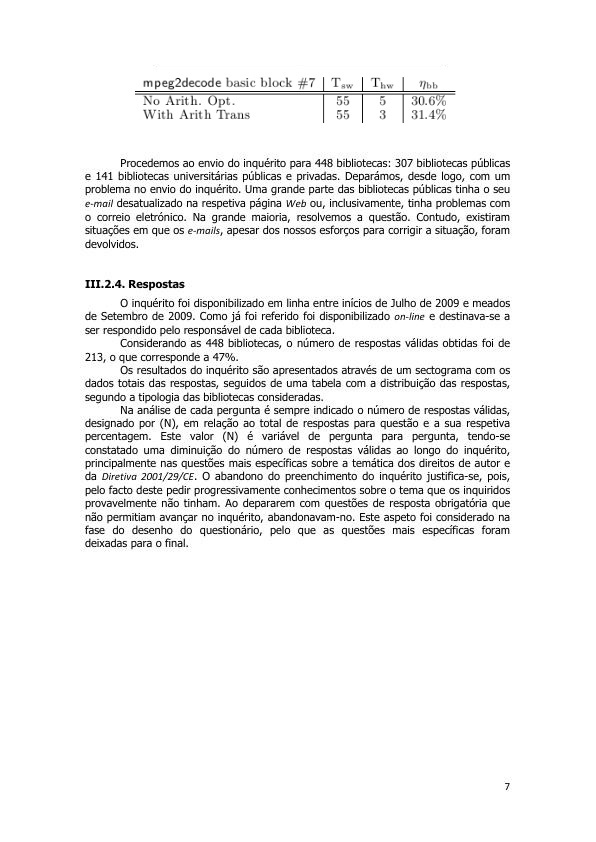 mpeg2decode basic block #7 | T_sw | T_hw | η_bb
No Arith. Opt. | 55 | 5 | 30.6%
With Arith Trans | 55 | 3 | 31.4%
Procedemos ao envio do inquérito para 448 bibliotecas: 307 bibliotecas públicas
e 141 bibliotecas universitárias públicas e privadas. Deparámos, desde logo, com um
problema no envio do inquérito. Uma grande parte das bibliotecas públicas tinha o seu
e-mail desatualizado na respetiva página Web ou, inclusivamente, tinha problemas com
o correio eletrónico. Na grande maioria, resolvemos a questão. Contudo, existiram
situações em que os e-mails, apesar dos nossos esforços para corrigir a situação, foram
devolvidos.
III.2.4. Respostas
O inquérito foi disponibilizado em linha entre inícios de Julho de 2009 e meados
de Setembro de 2009. Como já foi referido foi disponibilizado on-line e destinava-se a
ser respondido pelo responsável de cada biblioteca.
Considerando as 448 bibliotecas, o número de respostas válidas obtidas foi de
213, o que corresponde a 47%.
Os resultados do inquérito são apresentados através de um sectograma com os
dados totais das respostas, seguidos de uma tabela com a distribuição das respostas,
segundo a tipologia das bibliotecas consideradas.
Na análise de cada pergunta é sempre indicado o número de respostas válidas,
designado por (N), em relação ao total de respostas para questão e a sua respetiva
percentagem. Este valor (N) é variável de pergunta para pergunta, tendo-se
constatado uma diminuição do número de respostas válidas ao longo do inquérito,
principalmente nas questões mais específicas sobre a temática dos direitos de autor e
da Diretiva 2001/29/CE. O abandono do preenchimento do inquérito justifica-se, pois,
pelo facto deste pedir progressivamente conhecimentos sobre o tema que os inquiridos
provavelmente não tinham. Ao depararem com questões de resposta obrigatória que
não permitiam avançar no inquérito, abandonavam-no. Este aspeto foi considerado na
fase do desenho do questionário, pelo que as questões mais específicas foram
deixadas para o final.
7